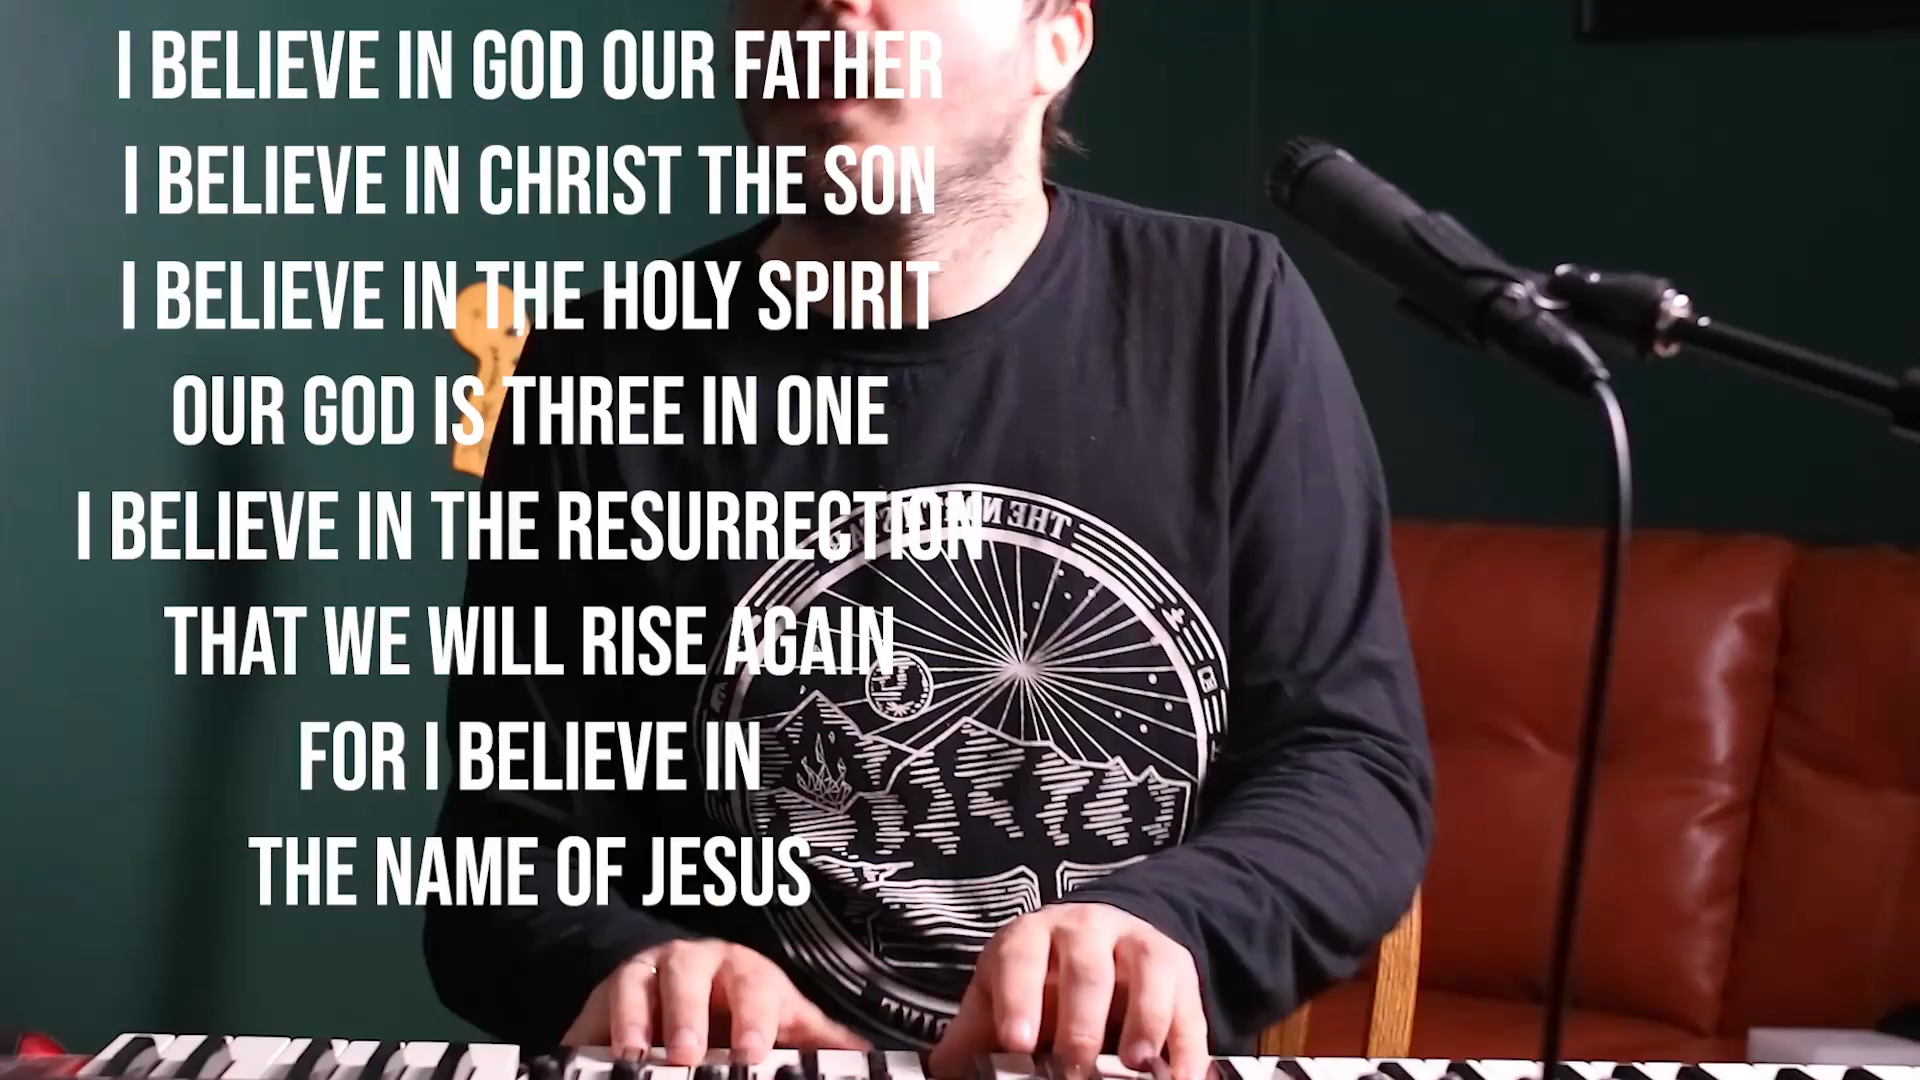 I BELIEVE IN GOD OUR FATHER
I BELIEVE IN CHRIST THE SON
I BELIEVE IN THE HOLY SPIRIT
OUR GOD IS THREE IN ONE
I BELIEVE IN THE RESURRECTION
THAT WE WILL RISE AGAIN
FOR I BELIEVE IN
THE NAME OF JESUS
THE